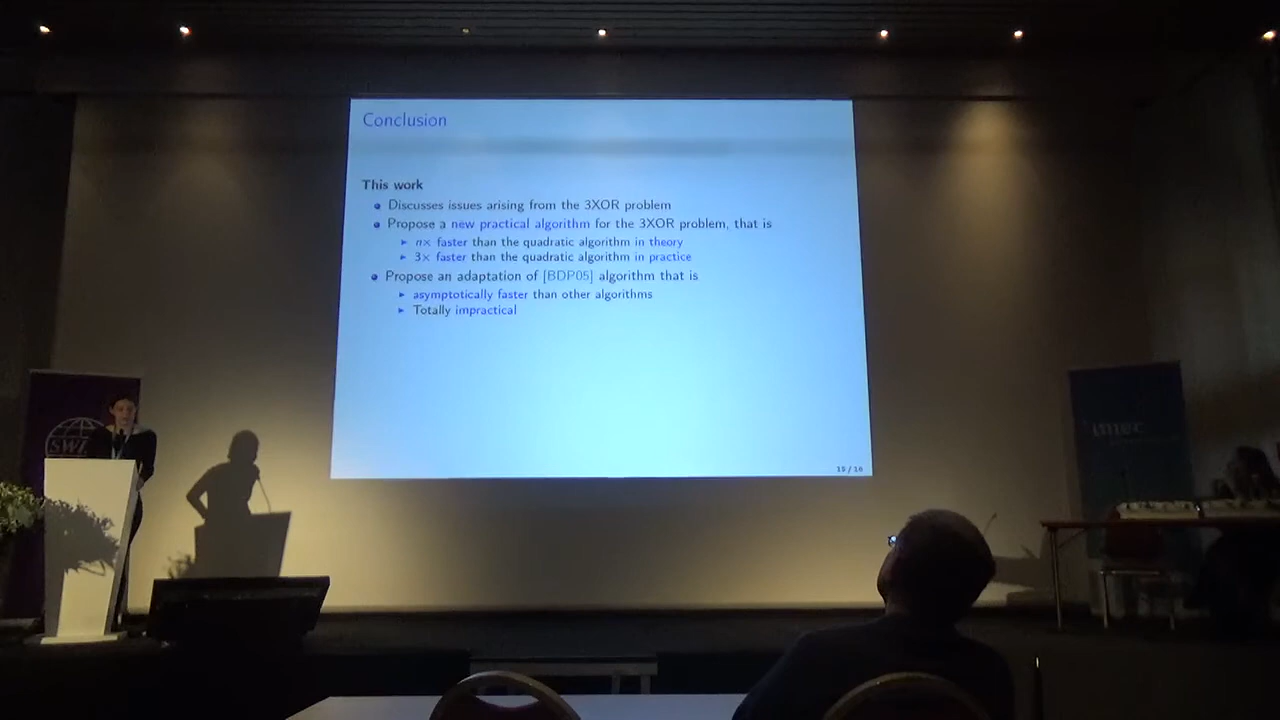 Conclusion
This work
Discusses issues arising from the 3XOR problem
Propose a new practical algorithm for the 3XOR problem, that is
n× faster than the quadratic algorithm in theory
3× faster than the quadratic algorithm in practice
Propose an adaptation of [BDP05] algorithm that is
asymptotically faster than other algorithms
Totally impractical
15 / 16
imec